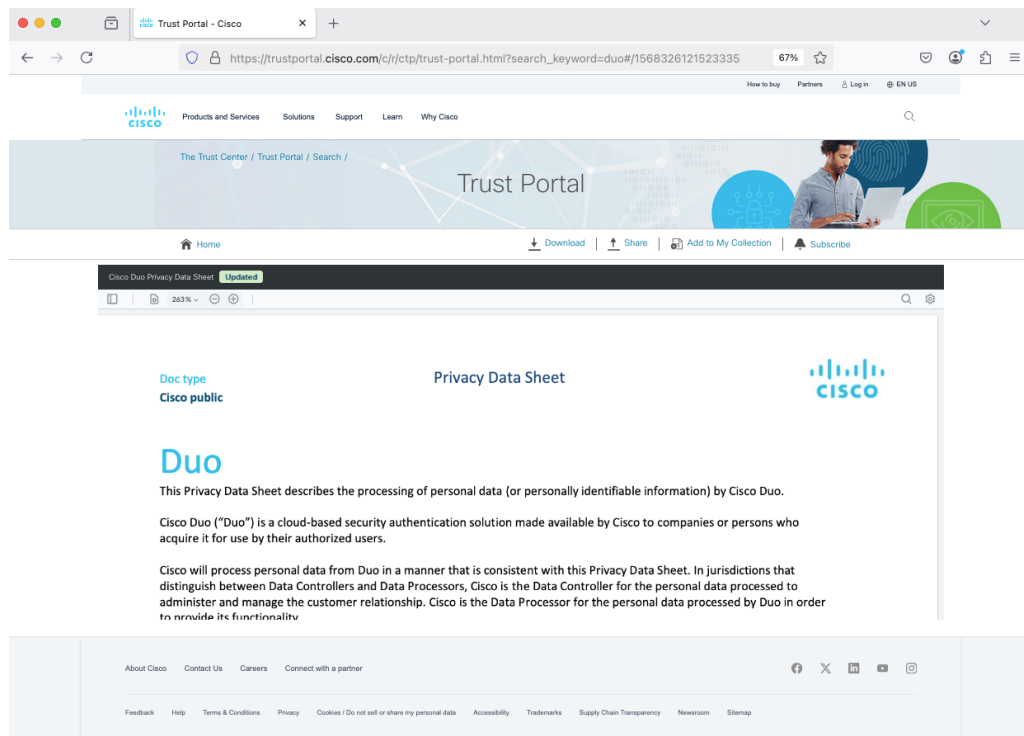 Trust Portal - Cisco
https://trustportal.cisco.com/c/r/ctp/trust-portal.html?search_keyword=duo#/1568326121523335
67%
How to buy Partners Log in EN US
CISCO
Products and Services Solutions Support Learn Why Cisco
The Trust Center / Trust Portal / Search /
Trust Portal
Home
Download Share Add to My Collection Subscribe
Cisco Duo Privacy Data Sheet Updated
263%
Doc type
Privacy Data Sheet
CISCO
Cisco public
Duo
This Privacy Data Sheet describes the processing of personal data (or personally identifiable information) by Cisco Duo.
Cisco Duo (“Duo”) is a cloud-based security authentication solution made available by Cisco to companies or persons who
acquire it for use by their authorized users.
Cisco will process personal data from Duo in a manner that is consistent with this Privacy Data Sheet. In jurisdictions that
distinguish between Data Controllers and Data Processors, Cisco is the Data Controller for the personal data processed to
administer and manage the customer relationship. Cisco is the Data Processor for the personal data processed by Duo in order
to provide its functionality.
About Cisco Contact Us Careers Connect with a partner
Feedback Help Terms & Conditions Privacy Cookies / Do not sell or share my personal data Accessibility Trademarks Supply Chain Transparency Newsroom Sitemap